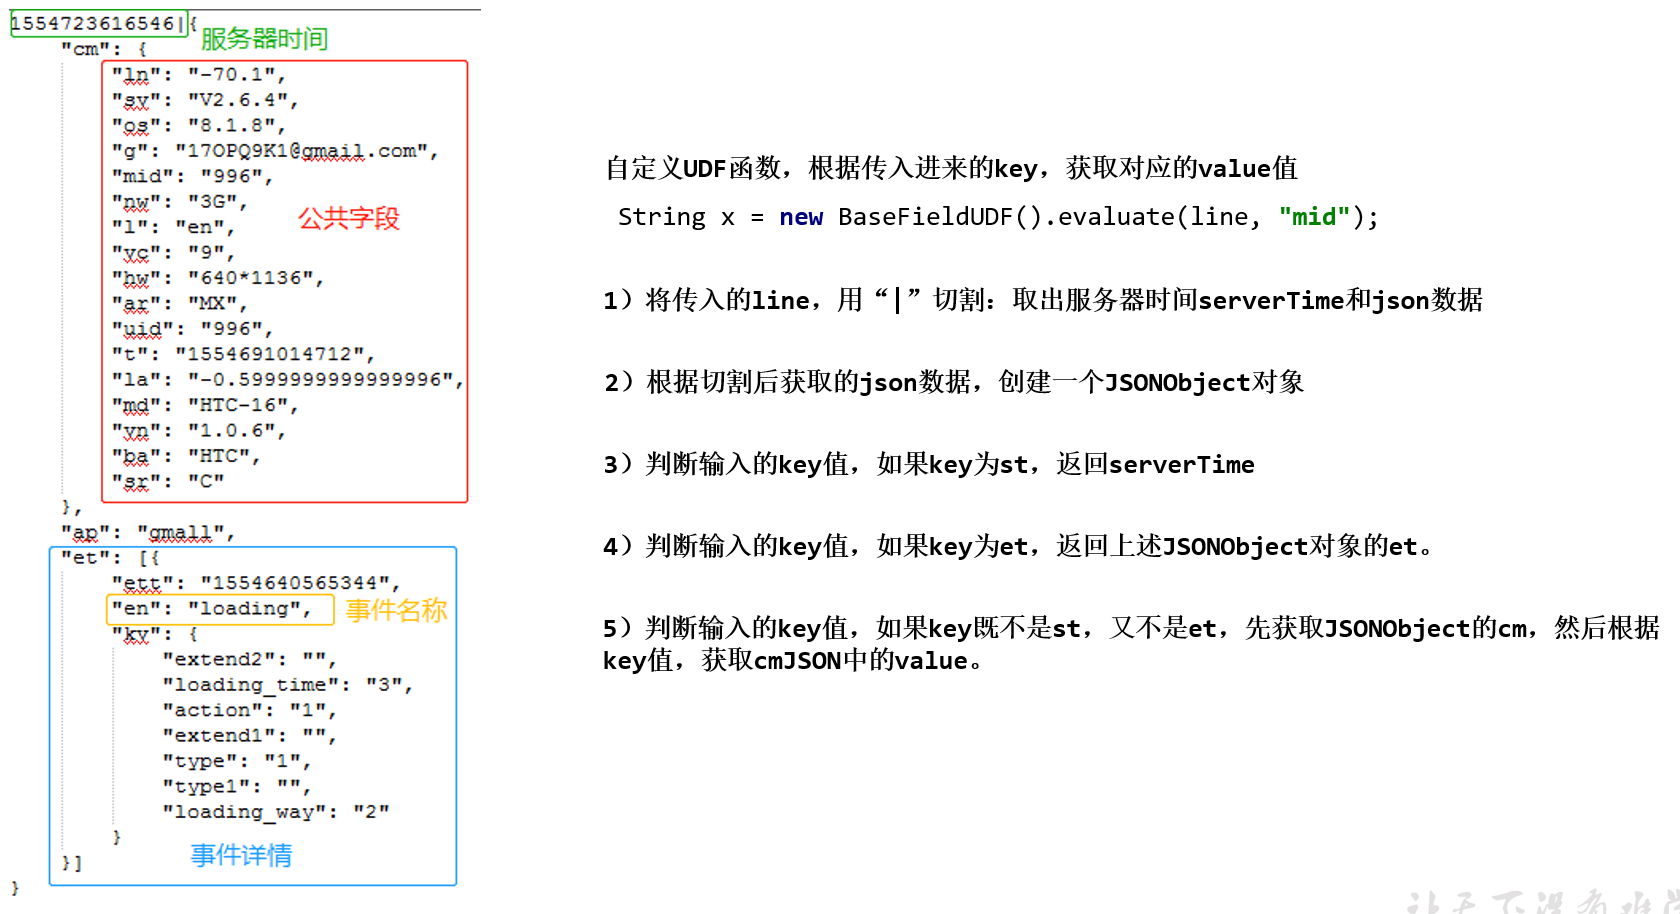 1554723616546|{
服务器时间
"cm": {
"ln": "-70.1",
"sv": "V2.6.4",
"os": "8.1.8",
"g": "17OPQ9K1@gmail.com",
"mid": "996",
"nw": "3G",
"l": "en",
公共字段
"vc": "9",
"hw": "640*1136",
"ar": "MX",
"uid": "996",
"t": "1554691014712",
"la": "-0.5999999999999996",
"md": "HTC-16",
"vn": "1.0.6",
"ba": "HTC",
"sr": "C"
},
"ap": "gmall",
"et": [{
"ett": "1554640565344",
"en": "loading",
事件名称
"kv": {
"extend2": "",
"loading_time": "3",
"action": "1",
"extend1": "",
"type": "1",
"type1": "",
"loading_way": "2"
}
事件详情
}]
}
自定义UDF函数，根据传入进来的key，获取对应的value值
String x = new BaseFieldUDF().evaluate(line, "mid");
1）将传入的line，用“|”切割：取出服务器时间serverTime和json数据
2）根据切割后获取的json数据，创建一个JSONObject对象
3）判断输入的key值，如果key为st，返回serverTime
4）判断输入的key值，如果key为et，返回上述JSONObject对象的et。
5）判断输入的key值，如果key既不是st，又不是et，先获取JSONObject的cm，然后根据
key值，获取cmJSON中的value。